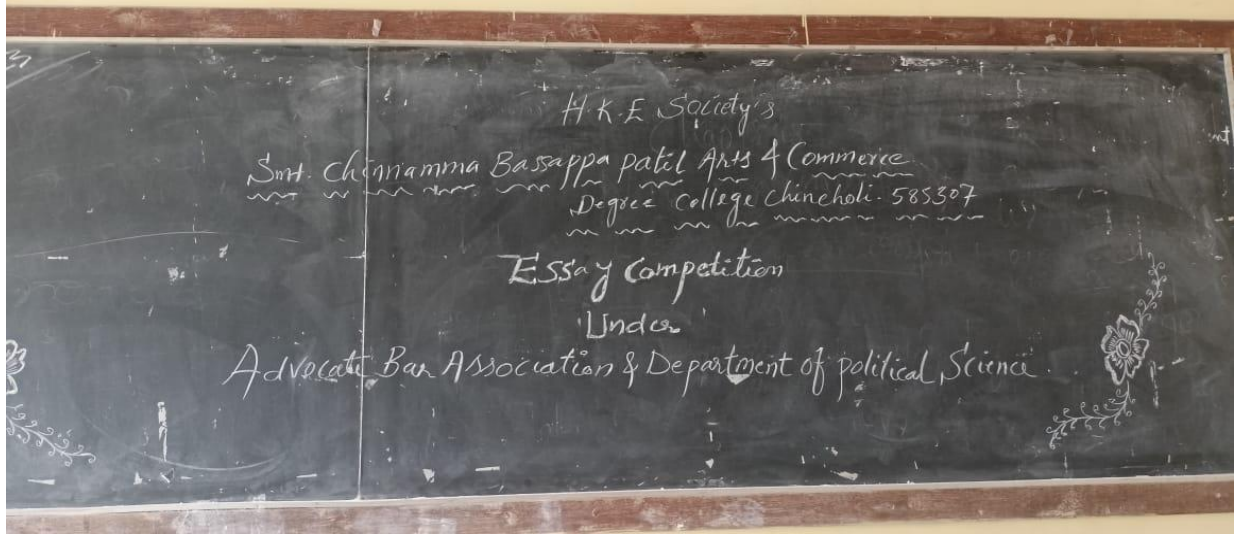 H.K.E Society's
Smt. Chinnamma Bassappa patil Arts & Commerce
Degree College Chincholi. 585307
Essay Competition
Under
Advocate Bar Association & Department of political Science.